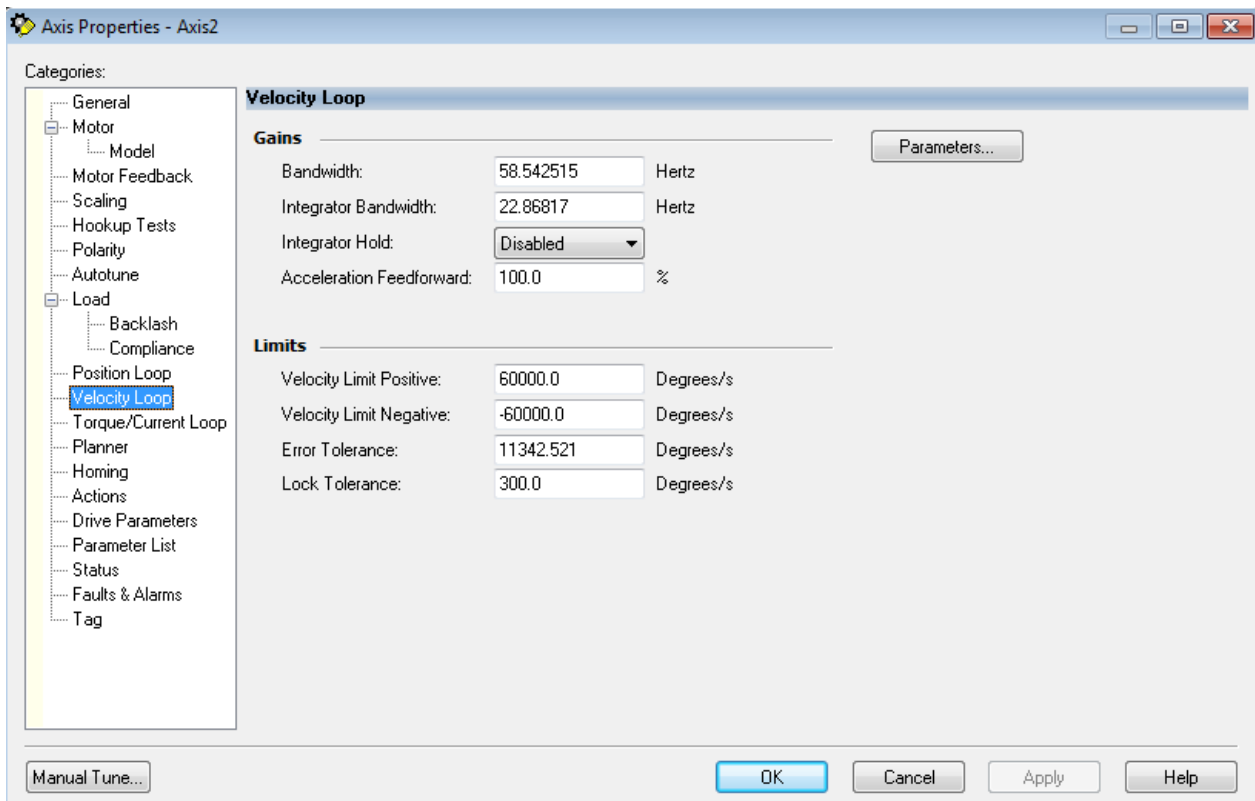 Axis Properties - Axis2
Categories:
General
Motor
Model
Motor Feedback
Scaling
Hookup Tests
Polarity
Autotune
Load
Backlash
Compliance
Position Loop
Velocity Loop
Torque/Current Loop
Planner
Homing
Actions
Drive Parameters
Parameter List
Status
Faults & Alarms
Tag
Velocity Loop
Gains
Parameters...
Bandwidth: 58.542515 Hertz
Integrator Bandwidth: 22.86817 Hertz
Integrator Hold: Disabled
Acceleration Feedforward: 100.0 %
Limits
Velocity Limit Positive: 60000.0 Degrees/s
Velocity Limit Negative: -60000.0 Degrees/s
Error Tolerance: 11342.521 Degrees/s
Lock Tolerance: 300.0 Degrees/s
Manual Tune... OK Cancel Apply Help